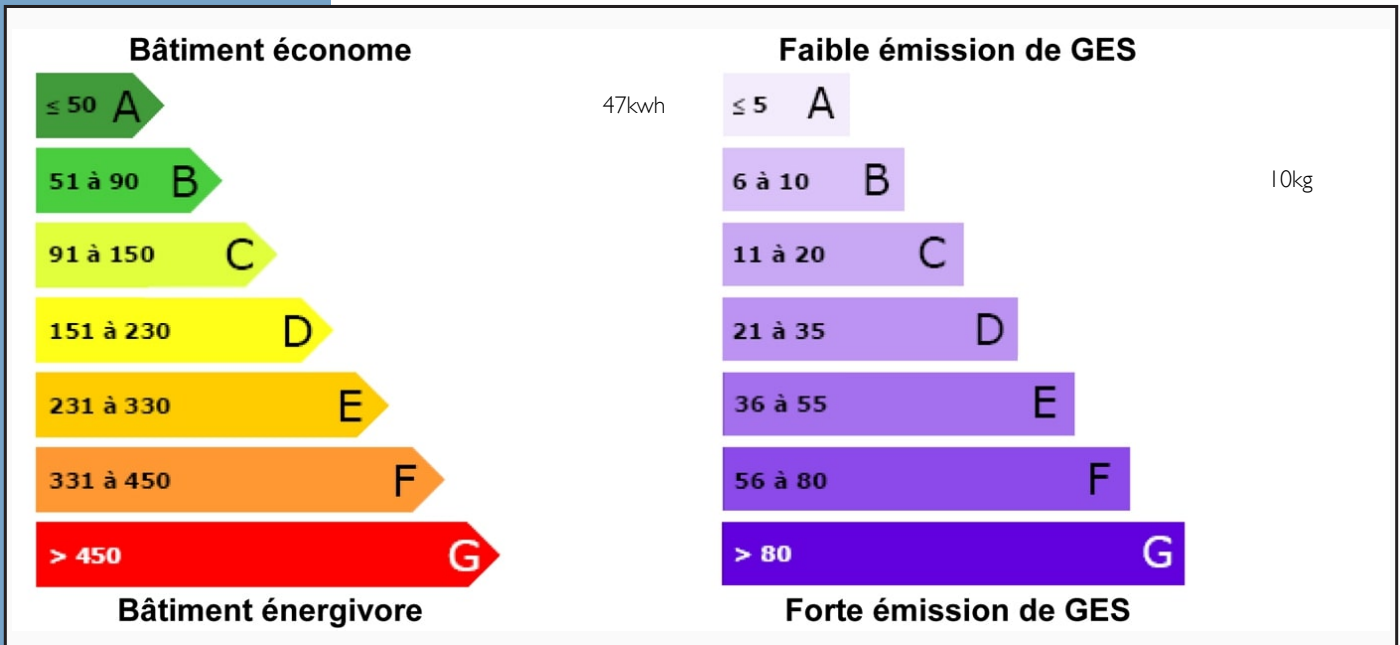 Bâtiment économe
≤ 50 A
47kwh
51 à 90 B
91 à 150 C
151 à 230 D
231 à 330 E
331 à 450 F
> 450 G
Bâtiment énergivore
Faible émission de GES
≤ 5 A
6 à 10 B
10kg
11 à 20 C
21 à 35 D
36 à 55 E
56 à 80 F
> 80 G
Forte émission de GES